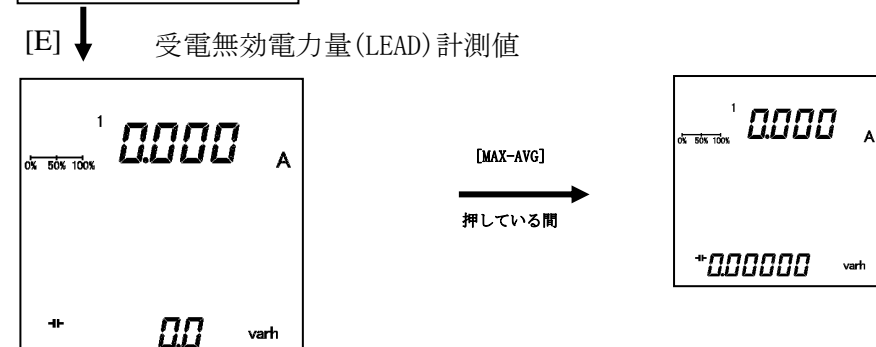 [E] 受電無効電力量(LEAD)計測値
1
0.000 A
0% 50% 100%
0.0 varh
[MAX-AVG]
押している間
1
0.000 A
0% 50% 100%
0.00000 varh